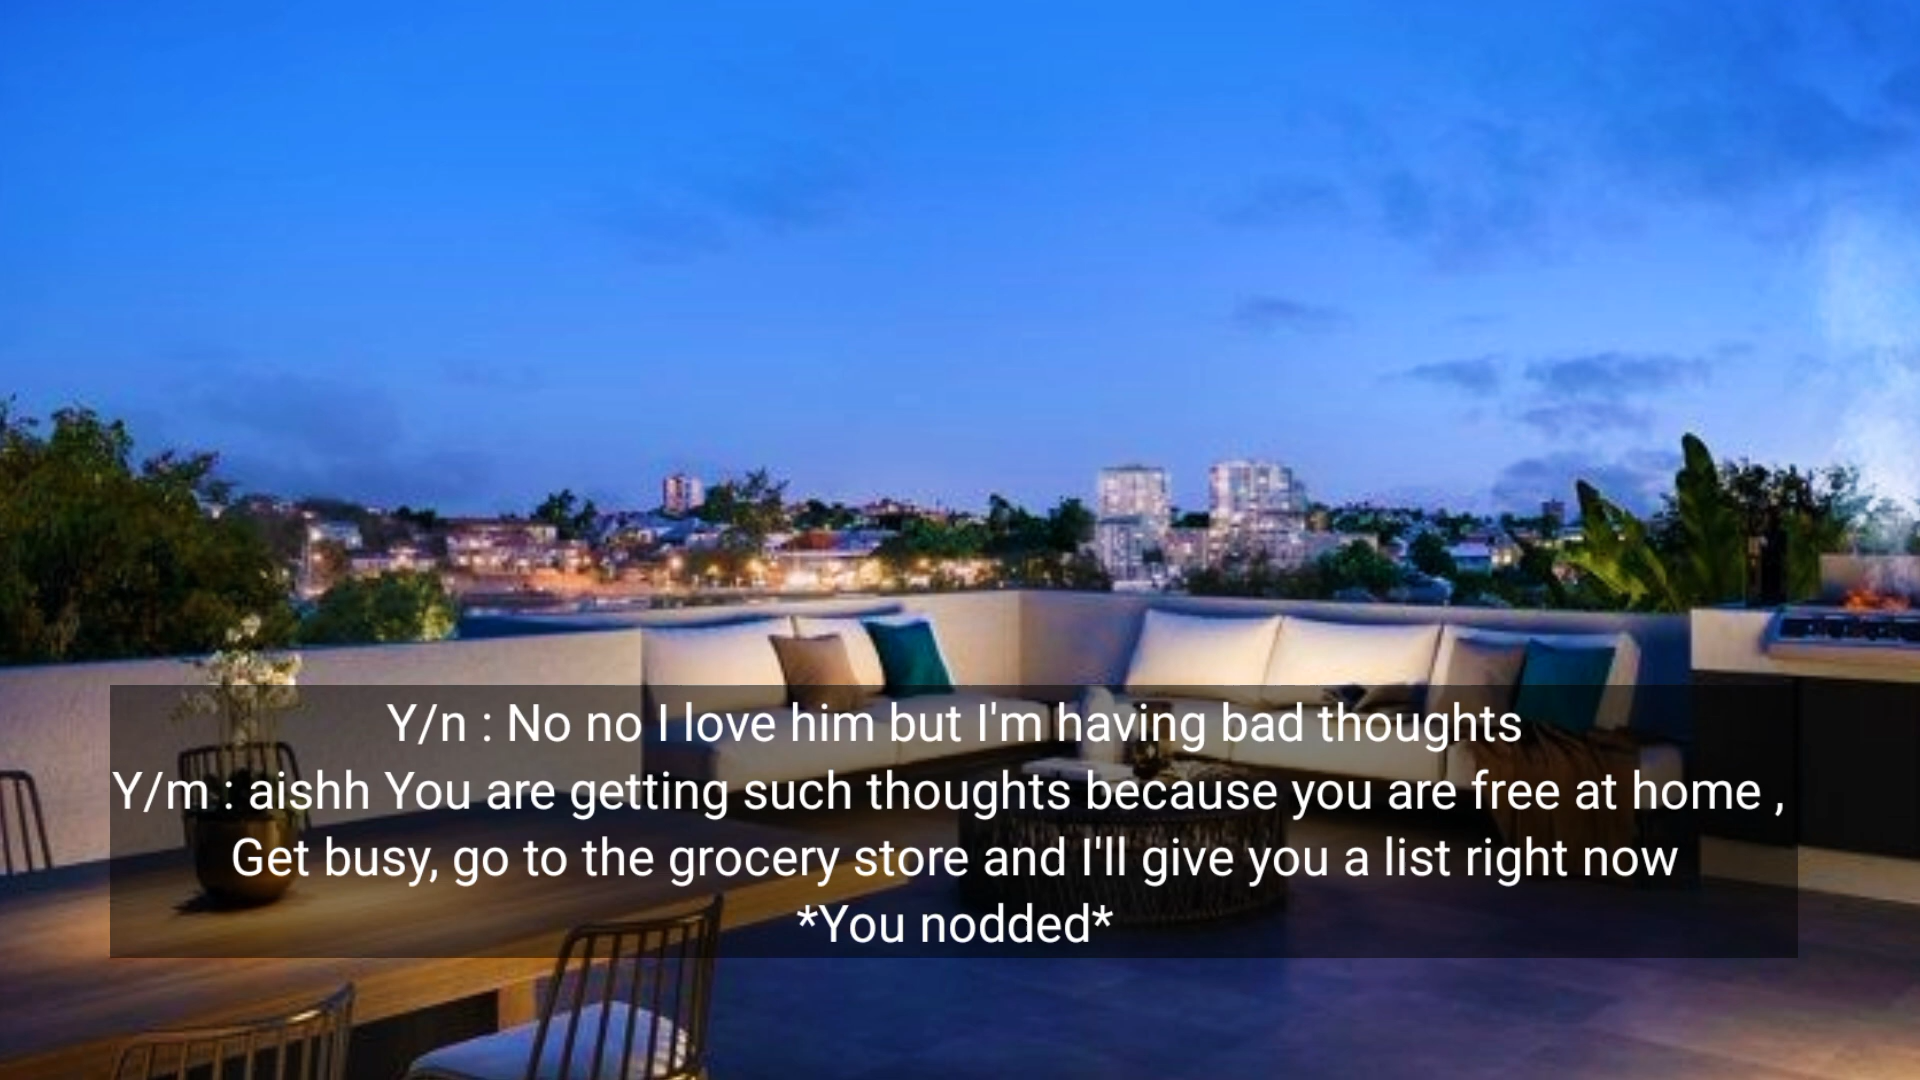 Y/n : No no I love him but I'm having bad thoughts
Y/m : aishh You are getting such thoughts because you are free at home ,
Get busy, go to the grocery store and I'll give you a list right now
*You nodded*